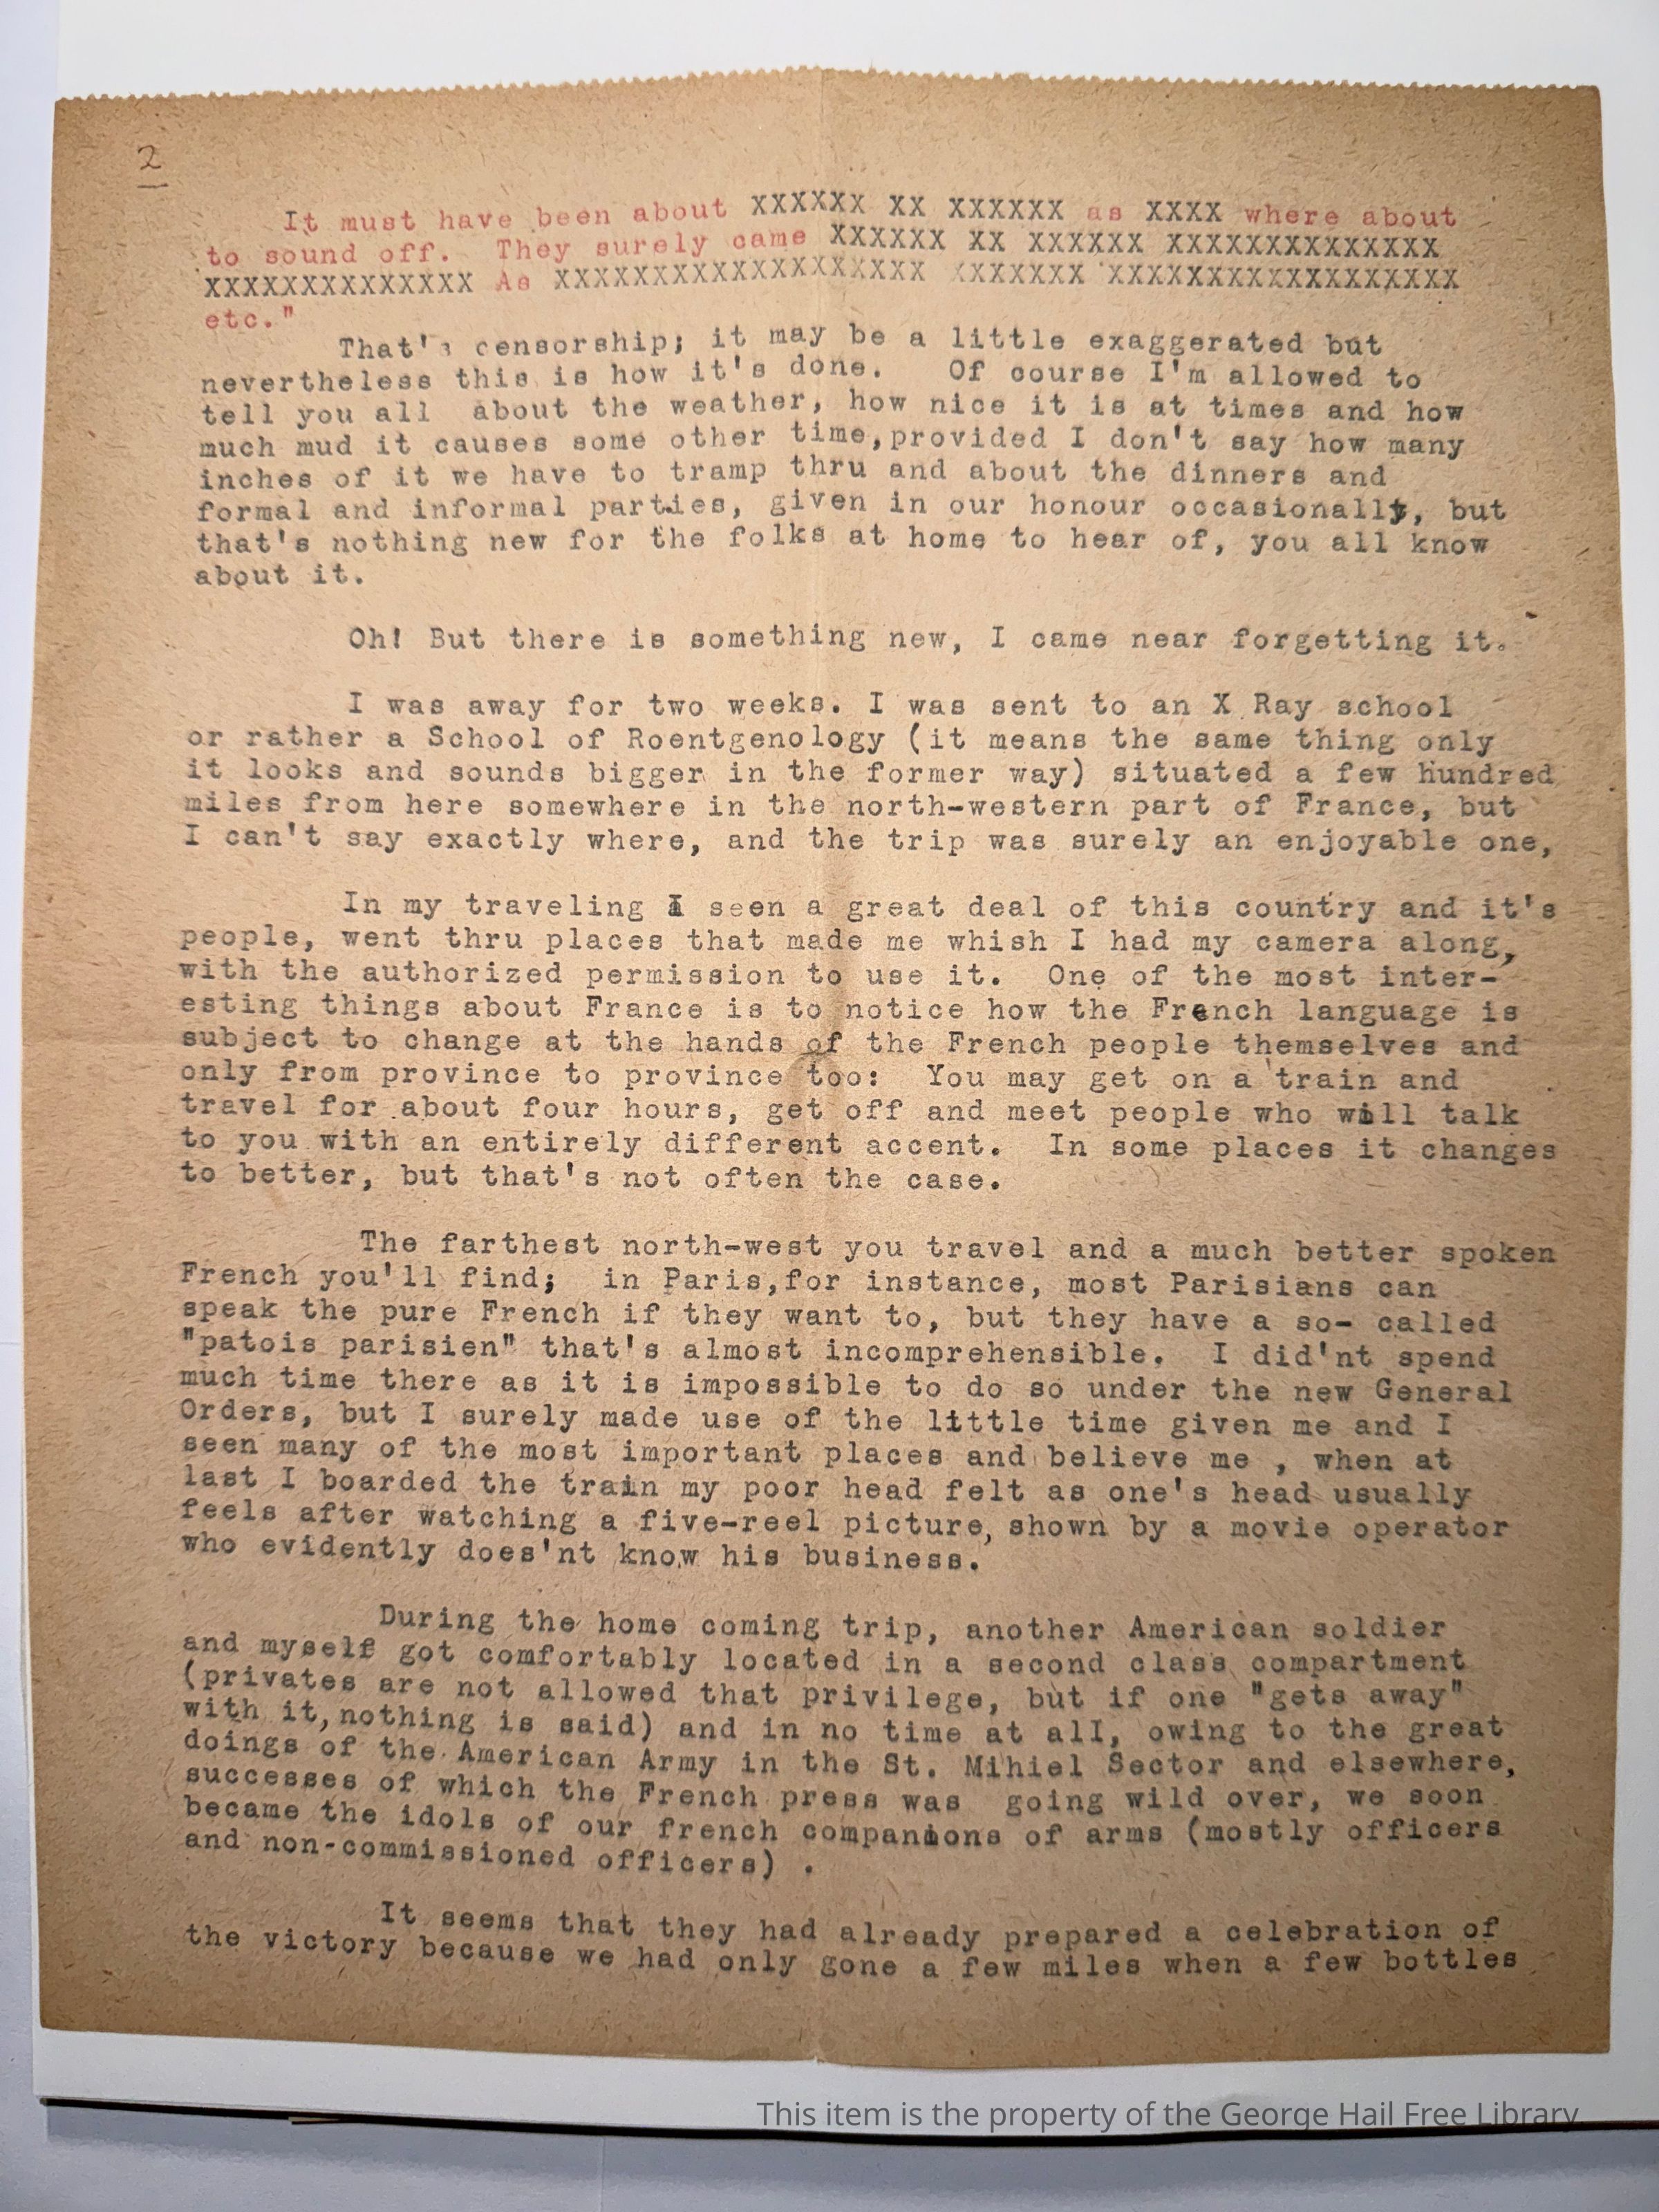 2
It must have been about XXXXXX XX XXXXXX as XXXX where about
to sound off.  They surely came XXXXXX XX XXXXXX XXXXXXXXXXXXXX
XXXXXXXXXXXXXX As XXXXXXXXXXXXXXXXXXX XXXXXXX XXXXXXXXXXXXXXXXXX
etc."
That's censorship; it may be a little exaggerated but
nevertheless this is how it's done.   Of course I'm allowed to
tell you all  about the weather, how nice it is at times and how
much mud it causes some other time,provided I don't say how many
inches of it we have to tramp thru and about the dinners and
formal and informal parties, given in our honour occasionally, but
that's nothing new for the folks at home to hear of, you all know
about it.
Oh! But there is something new, I came near forgetting it.
I was away for two weeks. I was sent to an X Ray school
or rather a School of Roentgenology (it means the same thing only
it looks and sounds bigger in the former way) situated a few hundred
miles from here somewhere in the north-western part of France, but
I can't say exactly where, and the trip was surely an enjoyable one,
In my traveling I seen a great deal of this country and it's
people, went thru places that made me whish I had my camera along,
with the authorized permission to use it.  One of the most inter-
esting things about France is to notice how the French language is
subject to change at the hands of the French people themselves and
only from province to province too:  You may get on a train and
travel for about four hours, get off and meet people who will talk
to you with an entirely different accent.  In some places it changes
to better, but that's not often the case.
The farthest north-west you travel and a much better spoken
French you'll find;  in Paris,for instance, most Parisians can
speak the pure French if they want to, but they have a so- called
"patois parisien" that's almost incomprehensible.  I did'nt spend
much time there as it is impossible to do so under the new General
Orders, but I surely made use of the little time given me and I
seen many of the most important places and believe me , when at
last I boarded the train my poor head felt as one's head usually
feels after watching a five-reel picture, shown by a movie operator
who evidently does'nt know his business.
During the home coming trip, another American soldier
and myself got comfortably located in a second class compartment
(privates are not allowed that privilege, but if one "gets away"
with it,nothing is said) and in no time at all, owing to the great
doings of the American Army in the St. Mihiel Sector and elsewhere,
successes of which the French press was  going wild over, we soon
became the idols of our french companions of arms (mostly officers
and non-commissioned officers) .
It seems that they had already prepared a celebration of
the victory because we had only gone a few miles when a few bottles
This item is the property of the George Hail Free Library.